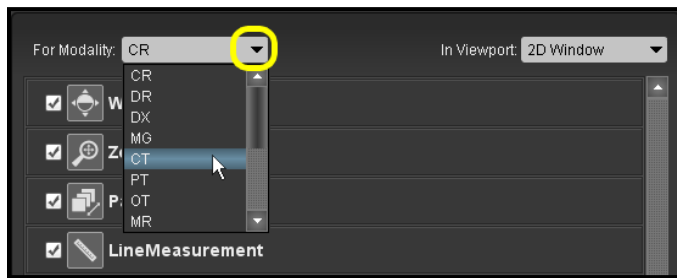 For Modality: CR In Viewport: 2D Window
CR
DR
DX
MG
CT
PT
OT
MR
LineMeasurement